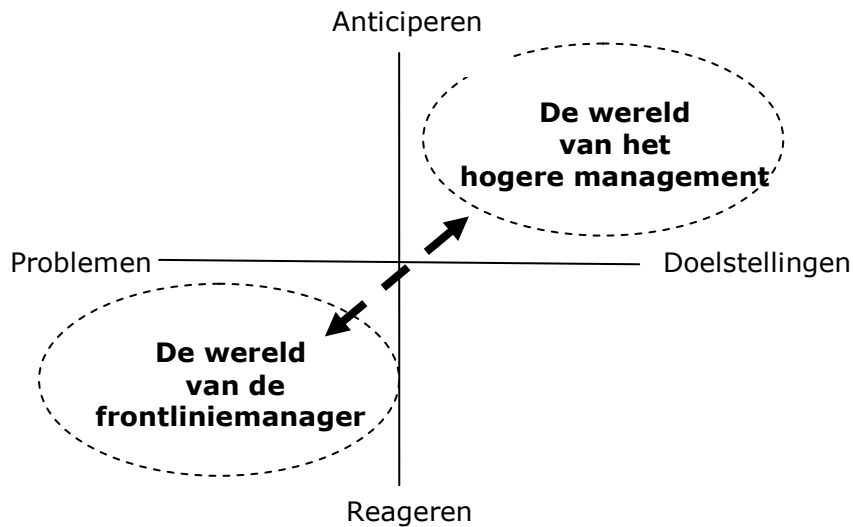 Anticiperen
De wereld
van het
hogere management
Problemen
Doelstellingen
De wereld
van de
frontliniemanager
Reageren